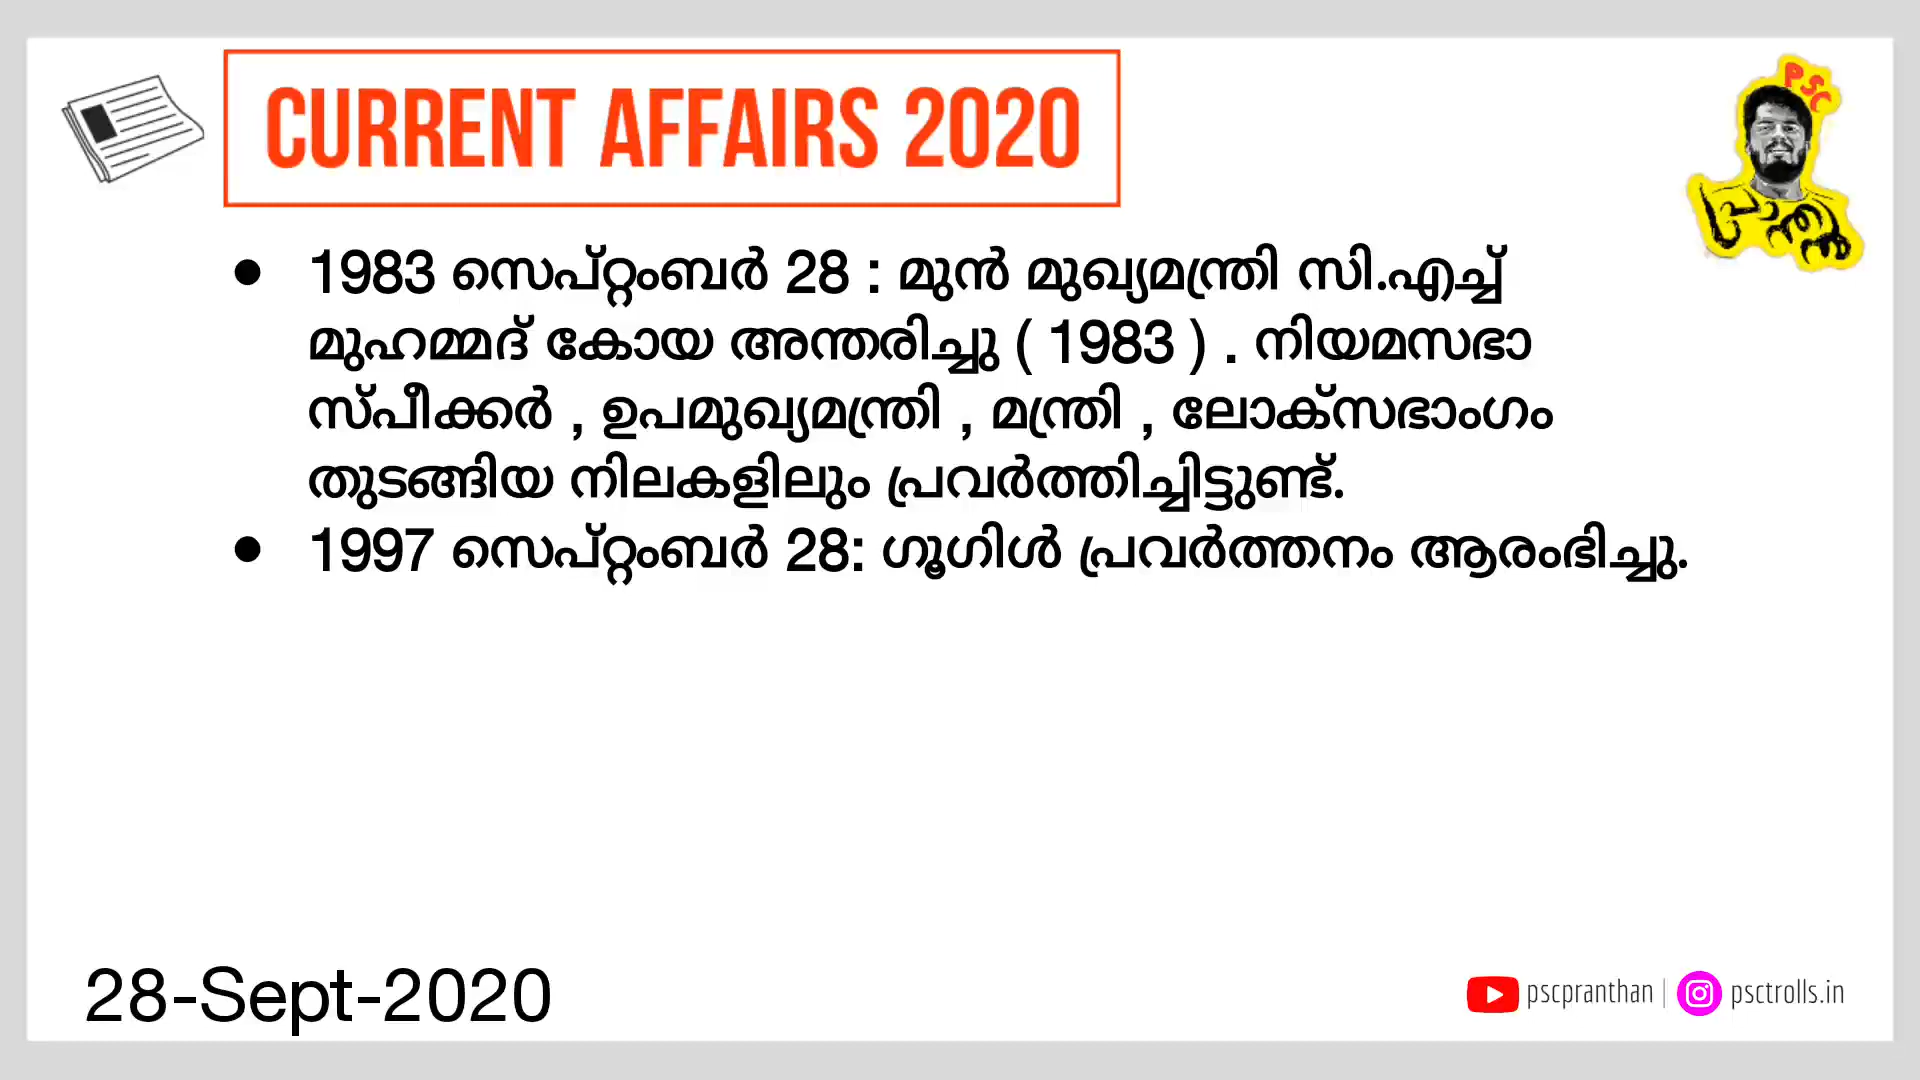 CURRENT AFFAIRS 2020
PSC
പ്രാന്തൻ
● 1983 സെപ്റ്റംബർ 28 : മുൻ മുഖ്യമന്ത്രി സി.എച്ച്
മുഹമ്മദ് കോയ അന്തരിച്ചു ( 1983 ) . നിയമസഭാ
സ്പീക്കർ , ഉപമുഖ്യമന്ത്രി , മന്ത്രി , ലോക്സഭാംഗം
തുടങ്ങിയ നിലകളിലും പ്രവർത്തിച്ചിട്ടുണ്ട്.
● 1997 സെപ്റ്റംബർ 28: ഗൂഗിൾ പ്രവർത്തനം ആരംഭിച്ചു.
28-Sept-2020
pscpranthan | psctrolls.in